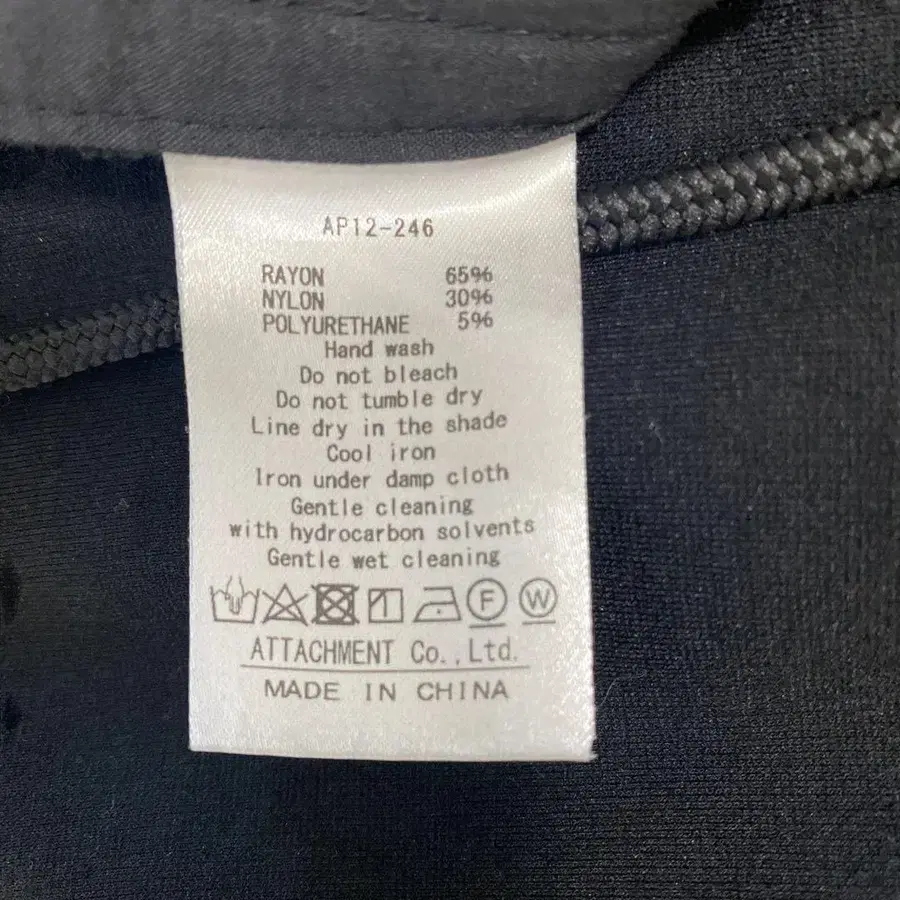 AP12-246
RAYON 65%
NYLON 30%
POLYURETHANE 5%
Hand wash
Do not bleach
Do not tumble dry
Line dry in the shade
Cool iron
Iron under damp cloth
Gentle cleaning
with hydrocarbon solvents
Gentle wet cleaning
F W
ATTACHMENT Co.,Ltd.
MADE IN CHINA